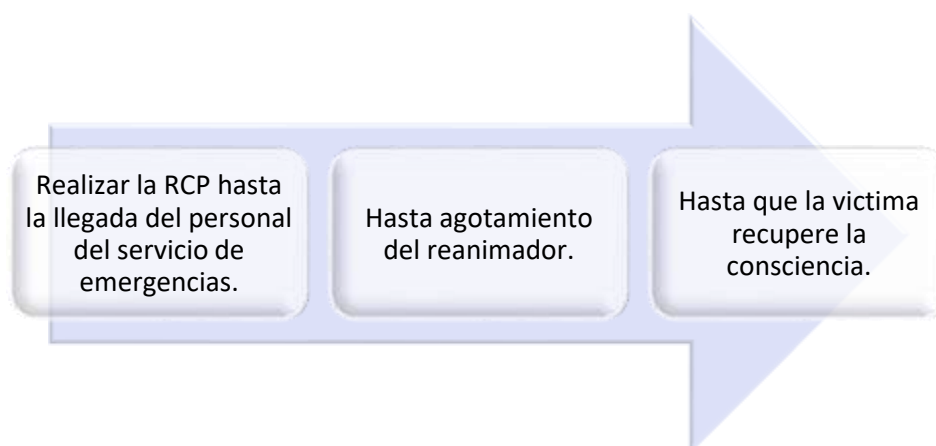 Realizar la RCP hasta
la llegada del personal
del servicio de
emergencias.
Hasta agotamiento
del reanimador.
Hasta que la victima
recupere la
consciencia.